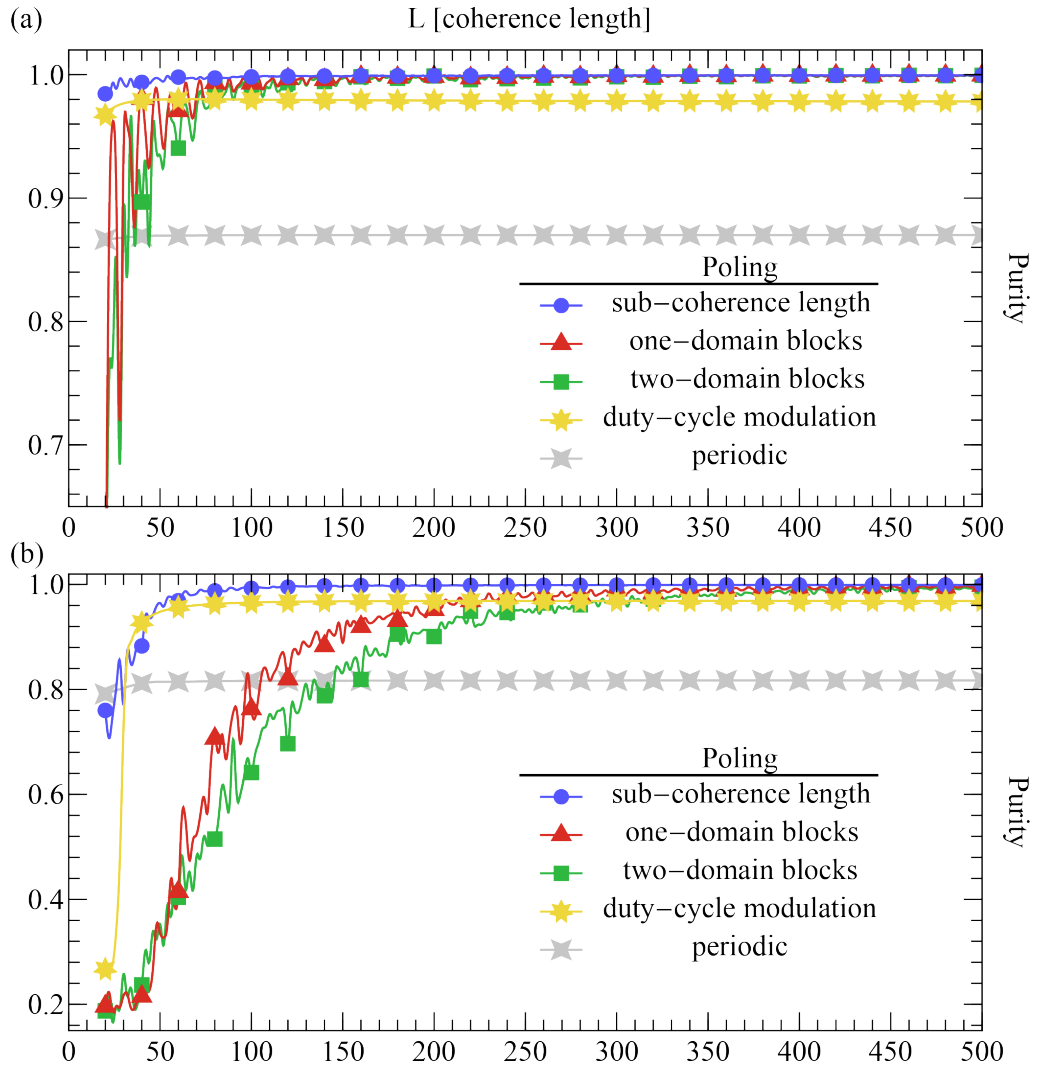 (a)
L [coherence length]
1.0
0.9
0.8
0.7
Purity
Poling
sub−coherence length
one−domain blocks
two−domain blocks
duty−cycle modulation
periodic
0 50 100 150 200 250 300 350 400 450 500
(b)
1.0
0.8
0.6
0.4
0.2
Purity
Poling
sub−coherence length
one−domain blocks
two−domain blocks
duty−cycle modulation
periodic
0 50 100 150 200 250 300 350 400 450 500